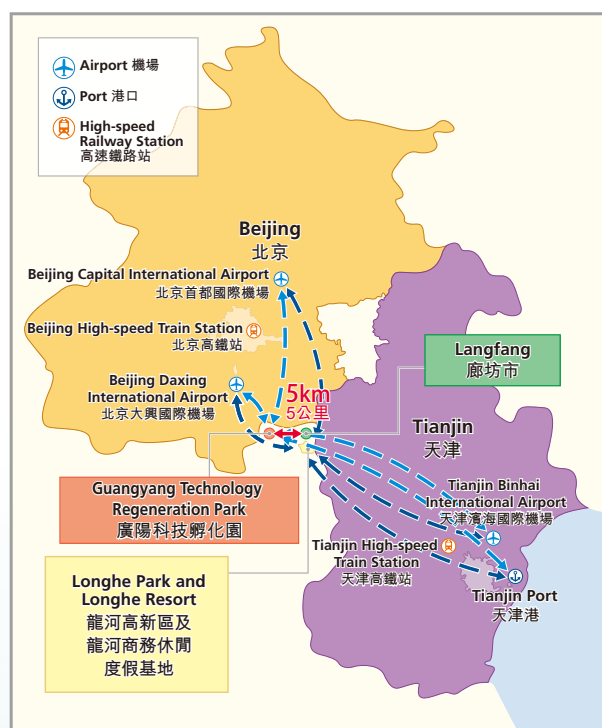 Airport 機場
Port 港口
High-speed
Railway Station
高速鐵路站
Beijing
北京
Beijing Capital International Airport
北京首都國際機場
Beijing High-speed Train Station
北京高鐵站
Beijing Daxing
International Airport
北京大興國際機場
5km
5公里
Langfang
廊坊市
Tianjin
天津
Guangyang Technology
Regeneration Park
廣陽科技孵化園
Tianjin Binhai
International Airport
天津濱海國際機場
Tianjin High-speed
Train Station
天津高鐵站
Tianjin Port
天津港
Longhe Park and
Longhe Resort
龍河高新區及
龍河商務休閒
度假基地